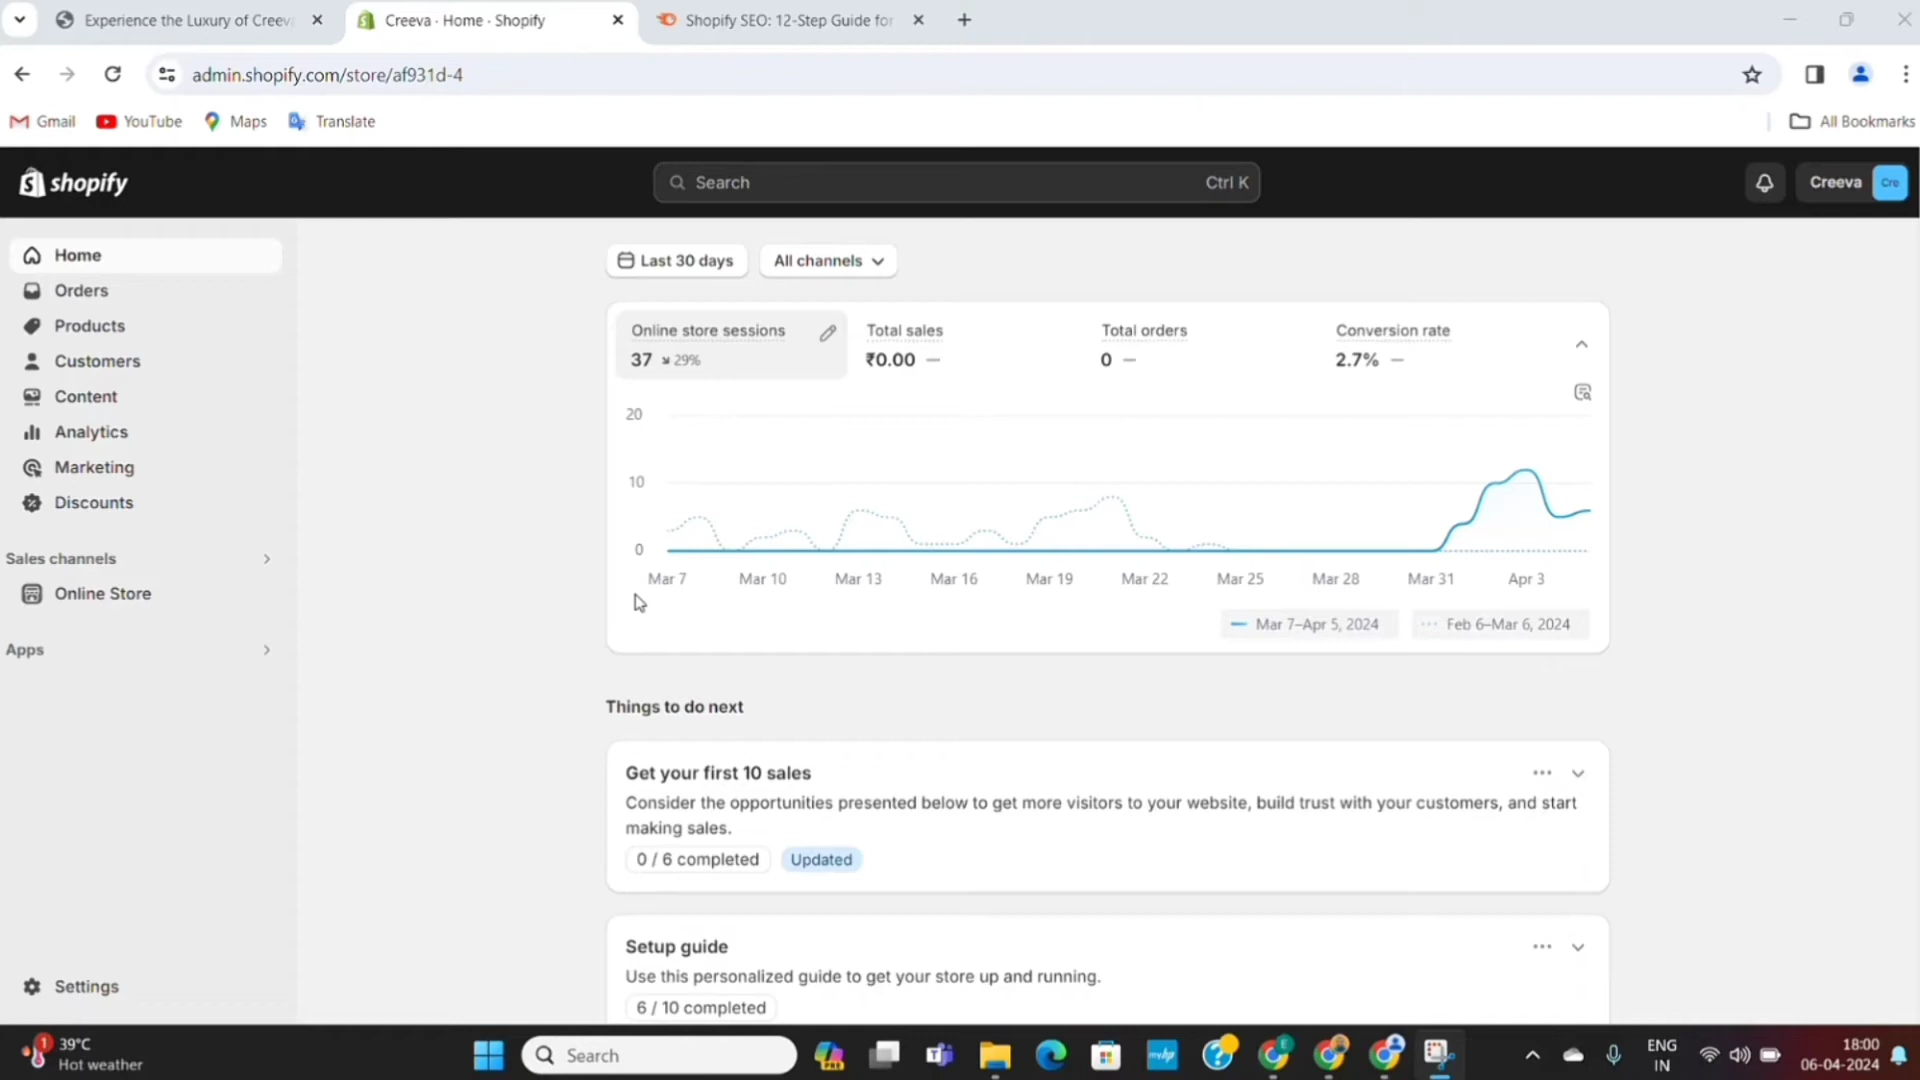 Experience the Luxury of Creeva
Creeva · Home · Shopify
Shopify SEO: 12-Step Guide for
admin.shopify.com/store/af931d-4
Gmail
YouTube
Maps
Translate
All Bookmarks
shopify
Search
Ctrl K
Creeva
Cre
Home
Orders
Products
Customers
Content
Analytics
Marketing
Discounts
Sales channels
Online Store
Apps
Settings
Last 30 days
All channels
Online store sessions
37 29%
Total sales
₹0.00 —
Total orders
0 —
Conversion rate
2.7% —
20
10
0
Mar 7 Mar 10 Mar 13 Mar 16 Mar 19 Mar 22 Mar 25 Mar 28 Mar 31 Apr 3
Mar 7–Apr 5, 2024
Feb 6–Mar 6, 2024
Things to do next
Get your first 10 sales
Consider the opportunities presented below to get more visitors to your website, build trust with your customers, and start
making sales.
0 / 6 completed
Updated
Setup guide
Use this personalized guide to get your store up and running.
6 / 10 completed
1
39°C
Hot weather
Search
PRE
myhp
E
ENG
IN
18:00
06-04-2024